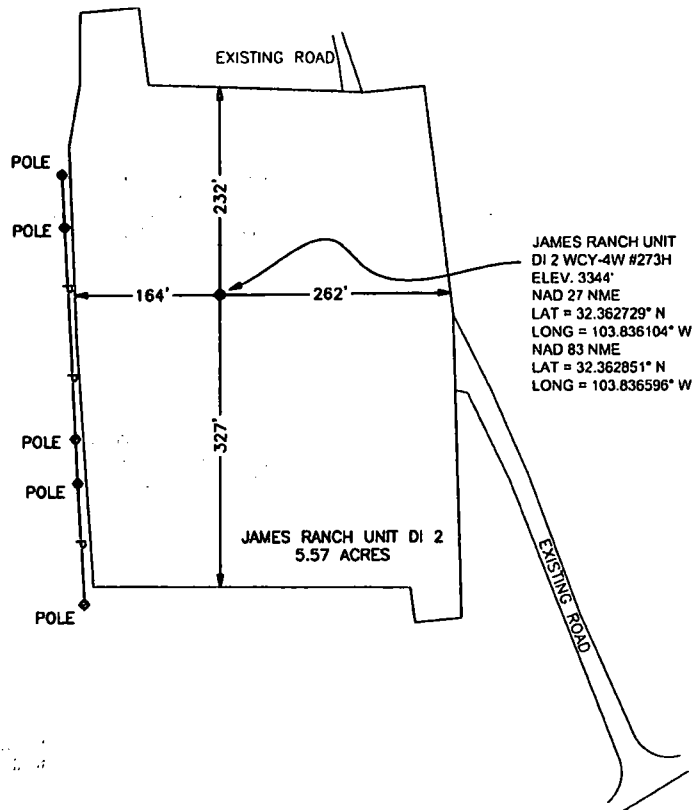 EXISTING ROAD
POLE
POLE
232'
164'
262'
JAMES RANCH UNIT
DI 2 WCY-4W #273H
ELEV. 3344'
NAD 27 NME
LAT = 32.362729° N
LONG = 103.836104° W
NAD 83 NME
LAT = 32.362851° N
LONG = 103.836596° W
327'
POLE
POLE
JAMES RANCH UNIT DI 2
5.57 ACRES
EXISTING ROAD
POLE